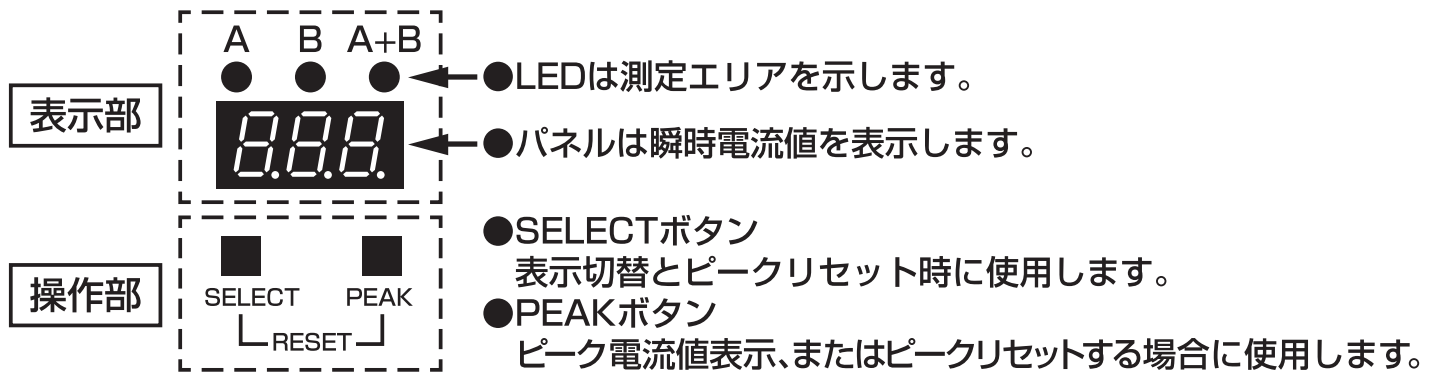 A B A+B
●LEDは測定エリアを示します。
表示部
8.8.8.
●パネルは瞬時電流値を表示します。
●SELECTボタン
表示切替とピークリセット時に使用します。
操作部
SELECT PEAK
RESET
●PEAKボタン
ピーク電流値表示、またはピークリセットする場合に使用します。